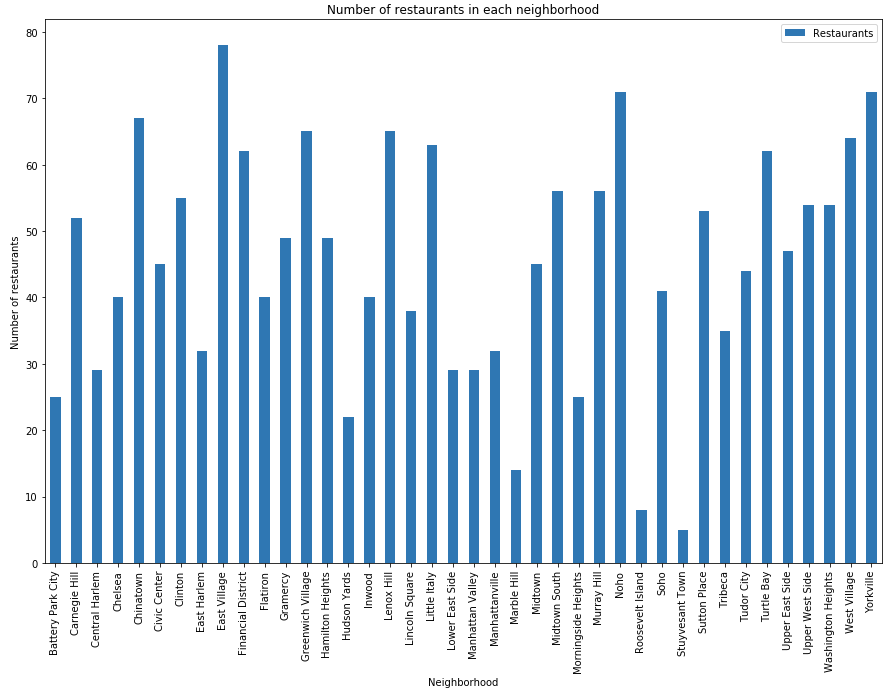 Number of restaurants in each neighborhood
Restaurants
Number of restaurants
80
70
60
50
40
30
20
10
0
Battery Park City
Carnegie Hill
Central Harlem
Chelsea
Chinatown
Civic Center
Clinton
East Harlem
East Village
Financial District
Flatiron
Gramercy
Greenwich Village
Hamilton Heights
Hudson Yards
Inwood
Lenox Hill
Lincoln Square
Little Italy
Lower East Side
Manhattan Valley
Manhattanville
Marble Hill
Midtown
Midtown South
Morningside Heights
Murray Hill
Noho
Roosevelt Island
Soho
Stuyvesant Town
Sutton Place
Tribeca
Tudor City
Turtle Bay
Upper East Side
Upper West Side
Washington Heights
West Village
Yorkville
Neighborhood